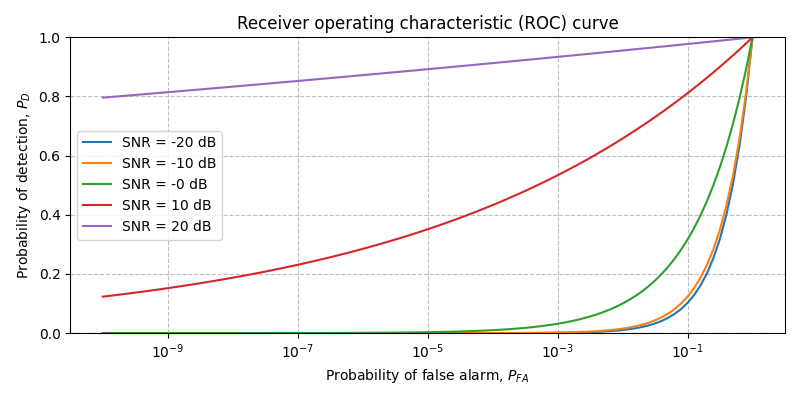 Receiver operating characteristic (ROC) curve
Probability of detection, $P_D$
1.0
0.8
0.6
0.4
0.2
0.0
SNR = -20 dB
SNR = -10 dB
SNR = -0 dB
SNR = 10 dB
SNR = 20 dB
$10^{-9}$ $10^{-7}$ $10^{-5}$ $10^{-3}$ $10^{-1}$
Probability of false alarm, $P_{FA}$